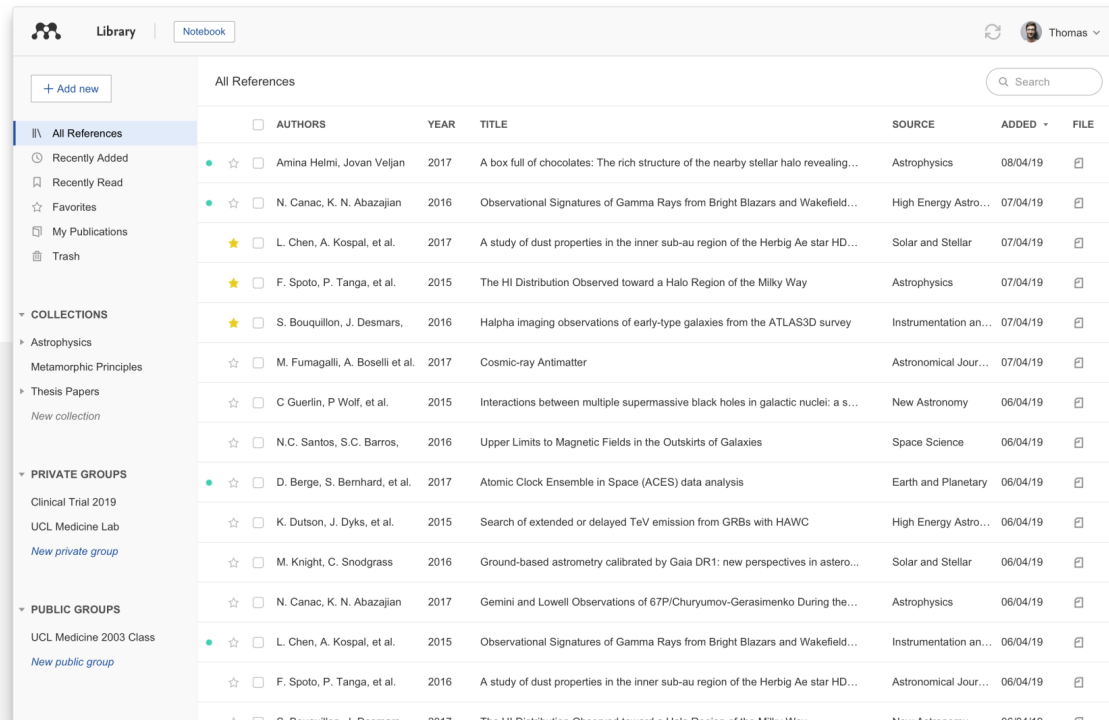 Library Notebook Thomas
+ Add new
All References
Recently Added
Recently Read
Favorites
My Publications
Trash
COLLECTIONS
Astrophysics
Metamorphic Principles
Thesis Papers
New collection
PRIVATE GROUPS
Clinical Trial 2019
UCL Medicine Lab
New private group
PUBLIC GROUPS
UCL Medicine 2003 Class
New public group
All References Search
AUTHORS YEAR TITLE SOURCE ADDED FILE
Amina Helmi, Jovan Veljan 2017 A box full of chocolates: The rich structure of the nearby stellar halo revealing... Astrophysics 08/04/19
N. Canac, K. N. Abazajian 2016 Observational Signatures of Gamma Rays from Bright Blazars and Wakefield... High Energy Astro... 07/04/19
L. Chen, A. Kospal, et al. 2017 A study of dust properties in the inner sub-au region of the Herbig Ae star HD... Solar and Stellar 07/04/19
F. Spoto, P. Tanga, et al. 2015 The HI Distribution Observed toward a Halo Region of the Milky Way Astrophysics 07/04/19
S. Bouquillon, J. Desmars, 2016 Halpha imaging observations of early-type galaxies from the ATLAS3D survey Instrumentation an... 07/04/19
M. Fumagalli, A. Boselli et al. 2017 Cosmic-ray Antimatter Astronomical Jour... 07/04/19
C Guerlin, P Wolf, et al. 2015 Interactions between multiple supermassive black holes in galactic nuclei: a s... New Astronomy 06/04/19
N.C. Santos, S.C. Barros, 2016 Upper Limits to Magnetic Fields in the Outskirts of Galaxies Space Science 06/04/19
D. Berge, S. Bernhard, et al. 2017 Atomic Clock Ensemble in Space (ACES) data analysis Earth and Planetary 06/04/19
K. Dutson, J. Dyks, et al. 2015 Search of extended or delayed TeV emission from GRBs with HAWC High Energy Astro... 06/04/19
M. Knight, C. Snodgrass 2016 Ground-based astrometry calibrated by Gaia DR1: new perspectives in astero... Solar and Stellar 06/04/19
N. Canac, K. N. Abazajian 2017 Gemini and Lowell Observations of 67P/Churyumov-Gerasimenko During the... Astrophysics 06/04/19
L. Chen, A. Kospal, et al. 2015 Observational Signatures of Gamma Rays from Bright Blazars and Wakefield... Instrumentation an... 06/04/19
F. Spoto, P. Tanga, et al. 2016 A study of dust properties in the inner sub-au region of the Herbig Ae star HD... Astronomical Jour... 06/04/19